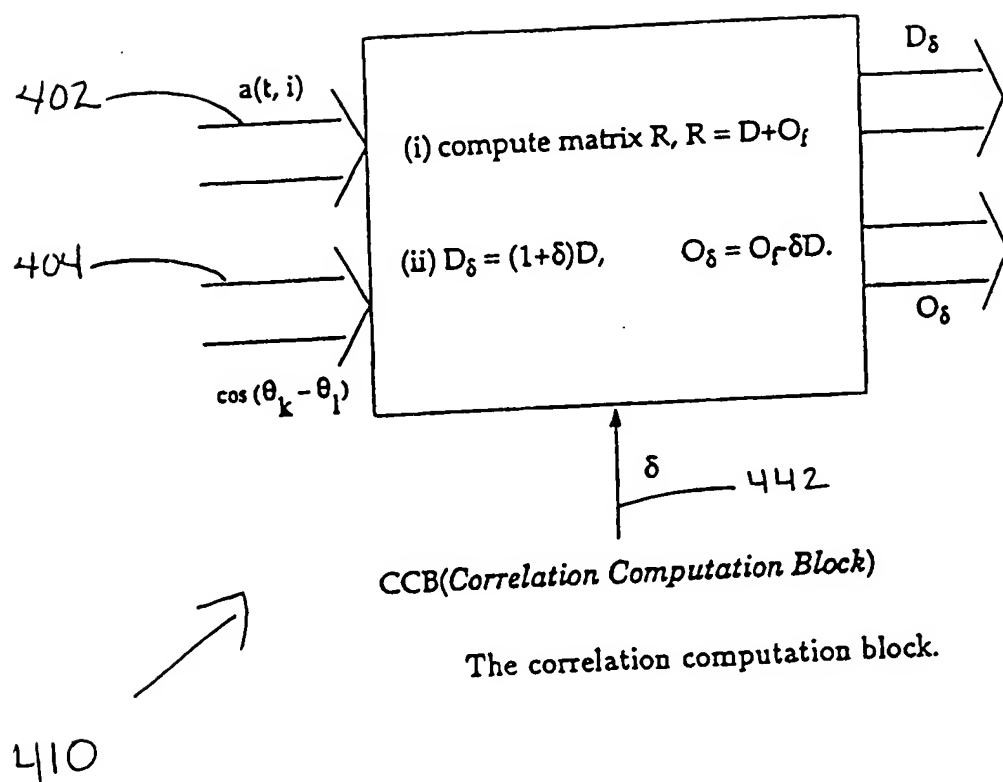 D_δ
402
a(t, i)
(i) compute matrix R, R = D+O_f
404
(ii) D_δ = (1+δ)D, O_δ = O_f-δD.
O_δ
cos (θ_k – θ_l)
δ
442
CCB(Correlation Computation Block)
The correlation computation block.
410